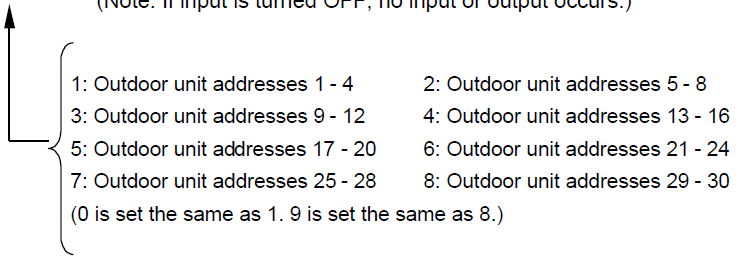 (Note: If input is turned OFF, no input or output occurs.)
1: Outdoor unit addresses 1 - 4 2: Outdoor unit addresses 5 - 8
3: Outdoor unit addresses 9 - 12 4: Outdoor unit addresses 13 - 16
5: Outdoor unit addresses 17 - 20 6: Outdoor unit addresses 21 - 24
7: Outdoor unit addresses 25 - 28 8: Outdoor unit addresses 29 - 30
(0 is set the same as 1. 9 is set the same as 8.)